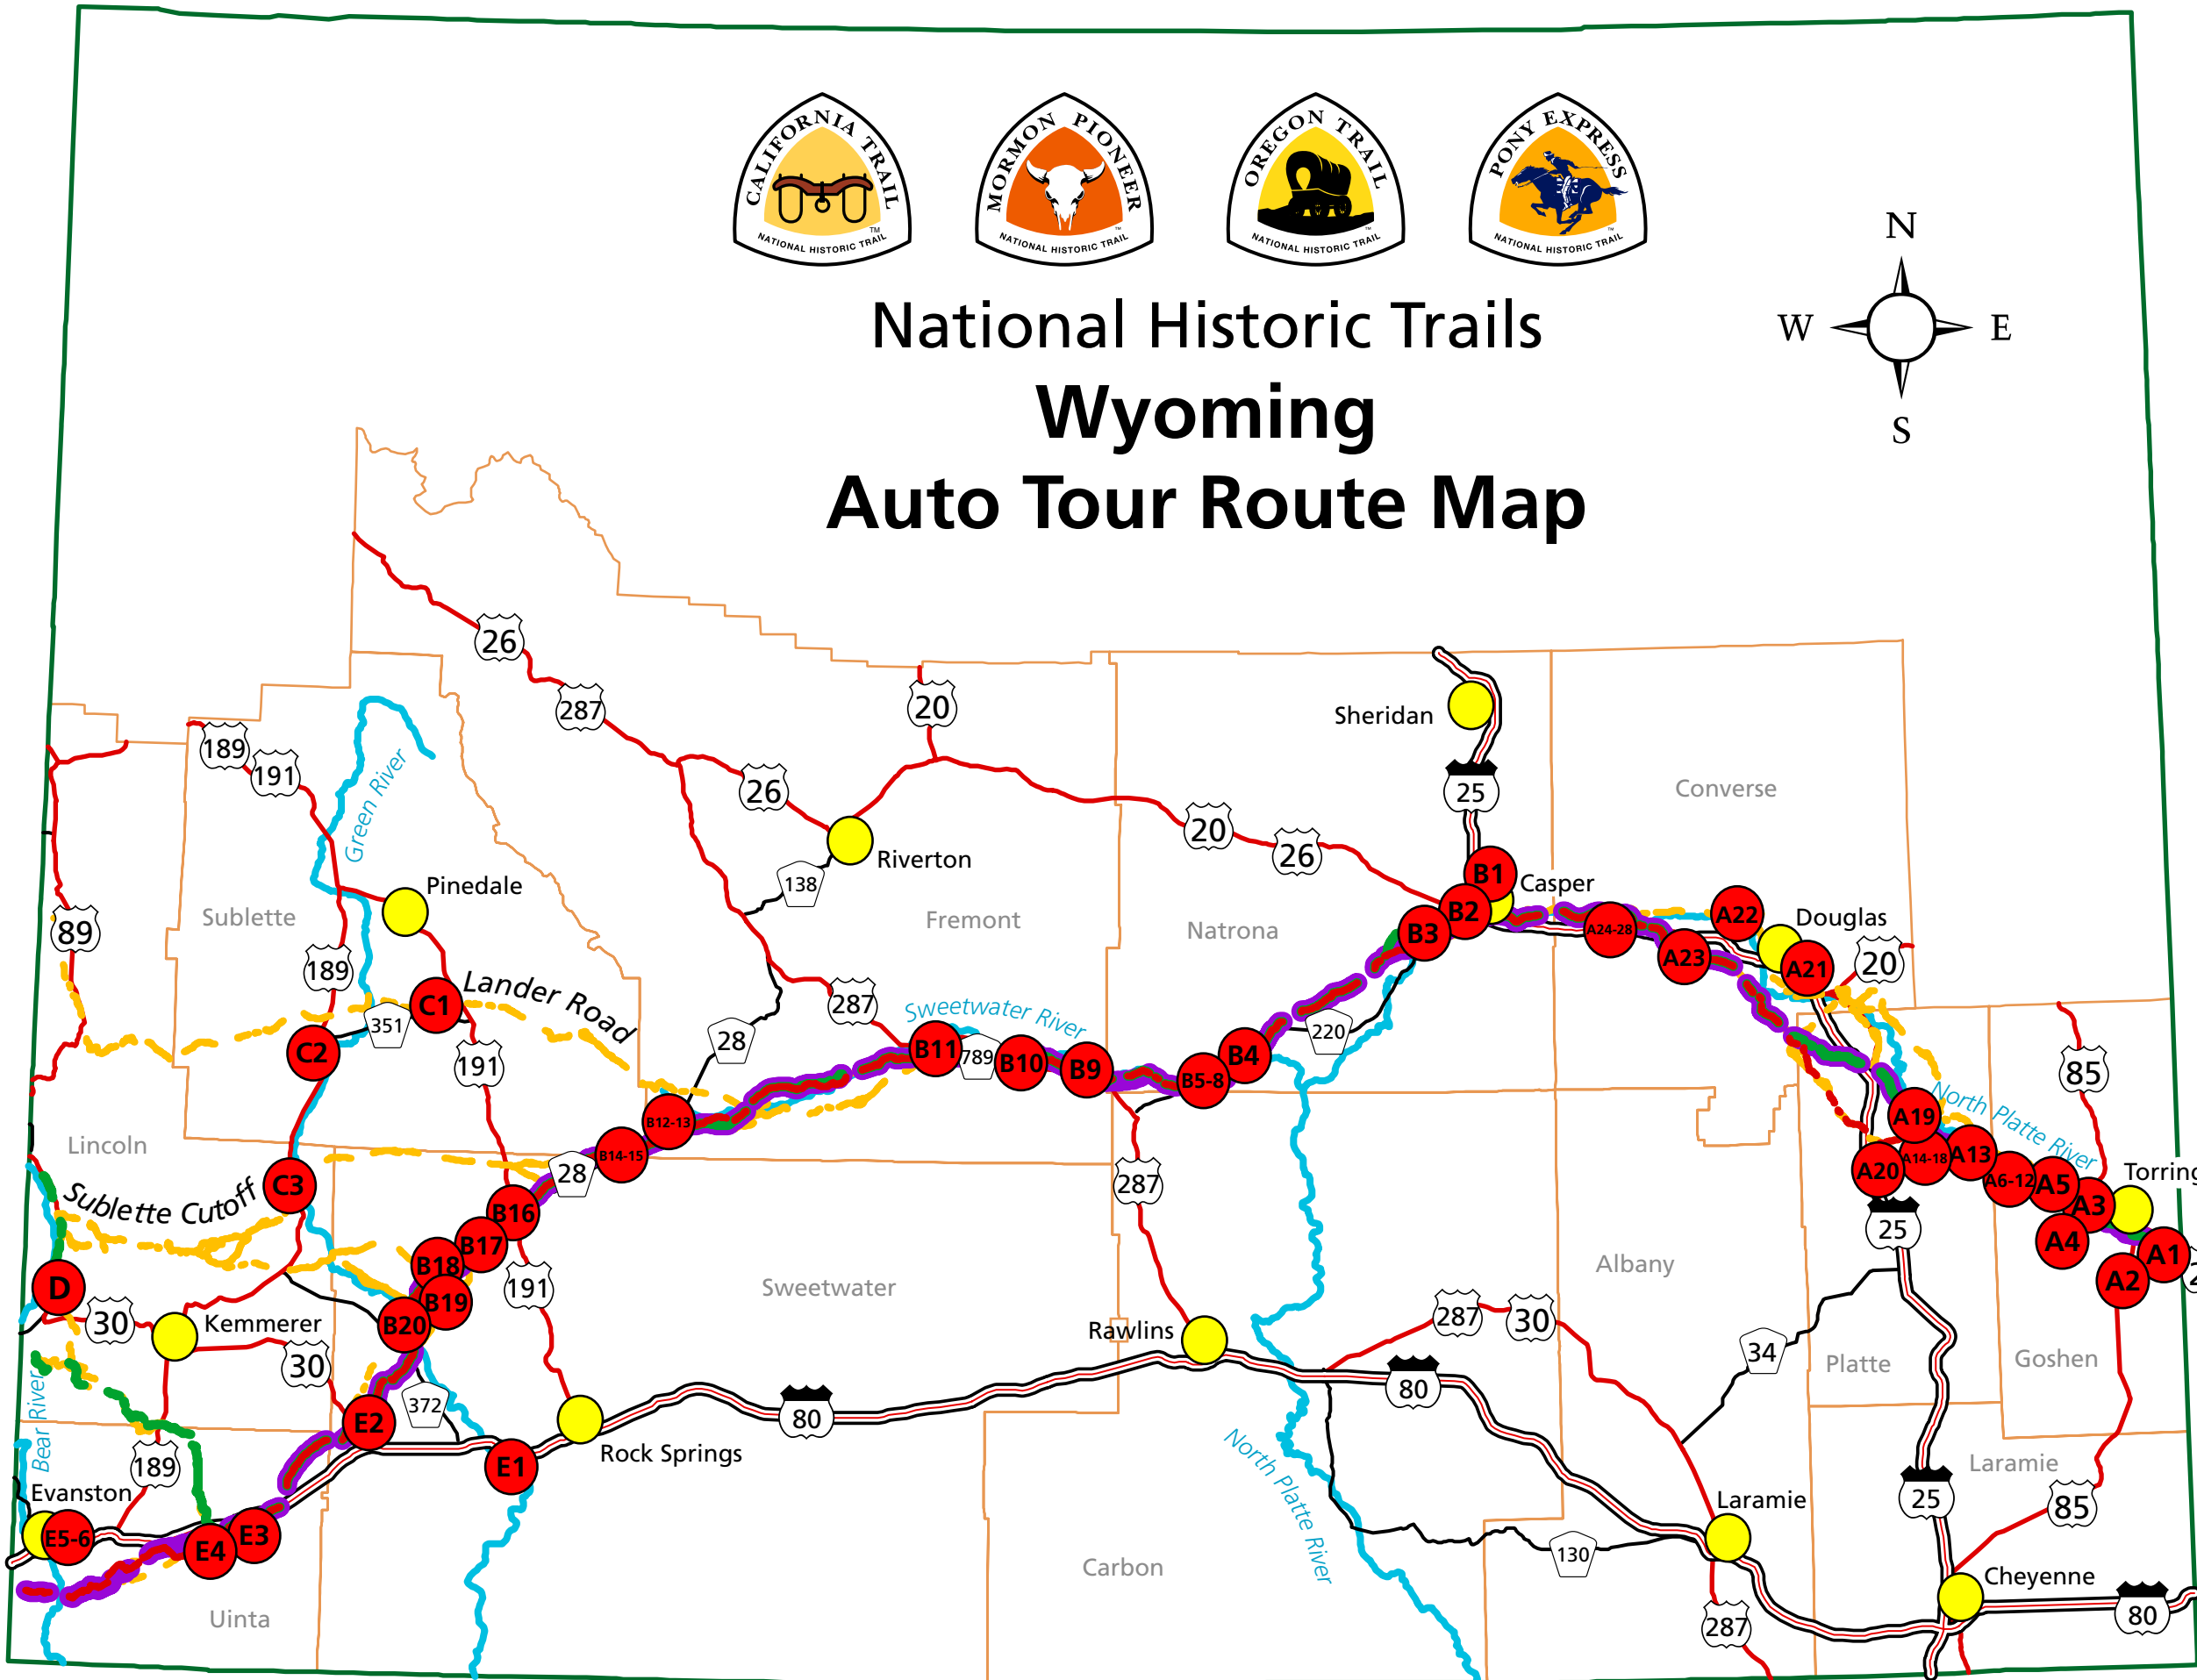 CALIFORNIA TRAIL
NATIONAL HISTORIC TRAIL
TM
MORMON PIONEER
NATIONAL HISTORIC TRAIL
OREGON TRAIL
NATIONAL HISTORIC TRAIL
PONY EXPRESS
NATIONAL HISTORIC TRAIL
National Historic Trails
Wyoming
Auto Tour Route Map
N
W
E
S
26
287
20
189
191
26
Green River
Sheridan
25
Converse
20
26
Riverton
138
Pinedale
Sublette
Fremont
Natrona
B1
B2
Casper
B3
A24-28
A23
A22
Douglas
A21
20
89
189
C1
Lander Road
351
C2
191
28
287
Sweetwater River
B11
789
B10
B9
B5-8
B4
220
85
North Platte River
Lincoln
B12-13
B14-15
28
A19
A20
A14-18
A13
A6-12
A5
A3
A4
Torring
A1
A2
2
Sublette Cutoff
C3
B16
B17
B18
B19
B20
287
25
191
Sweetwater
Albany
D
30
Kemmerer
30
Rawlins
287
30
34
Platte
Goshen
372
E2
80
80
Bear River
189
E1
Rock Springs
North Platte River
Laramie
25
85
Evanston
E5-6
E4
E3
Laramie
130
Carbon
Uinta
Cheyenne
80
287